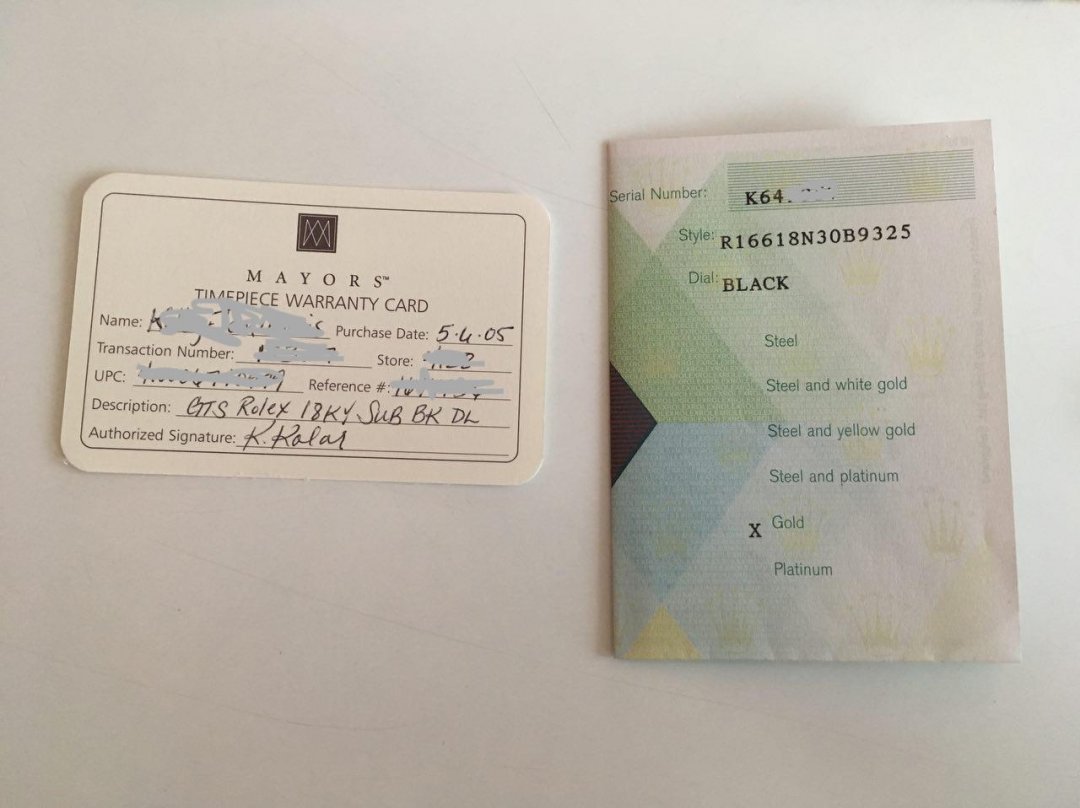 MAYORS™
TIMEPIECE WARRANTY CARD
Name: Purchase Date: 5·4·05
Transaction Number: Store:
UPC: Reference #:
Description: GTS Rolex 18KY SUB BK DL
Authorized Signature: K. Kalar
Serial Number: K64
Style: R16618N30B9325
Dial: BLACK
Steel
Steel and white gold
Steel and yellow gold
Steel and platinum
X Gold
Platinum